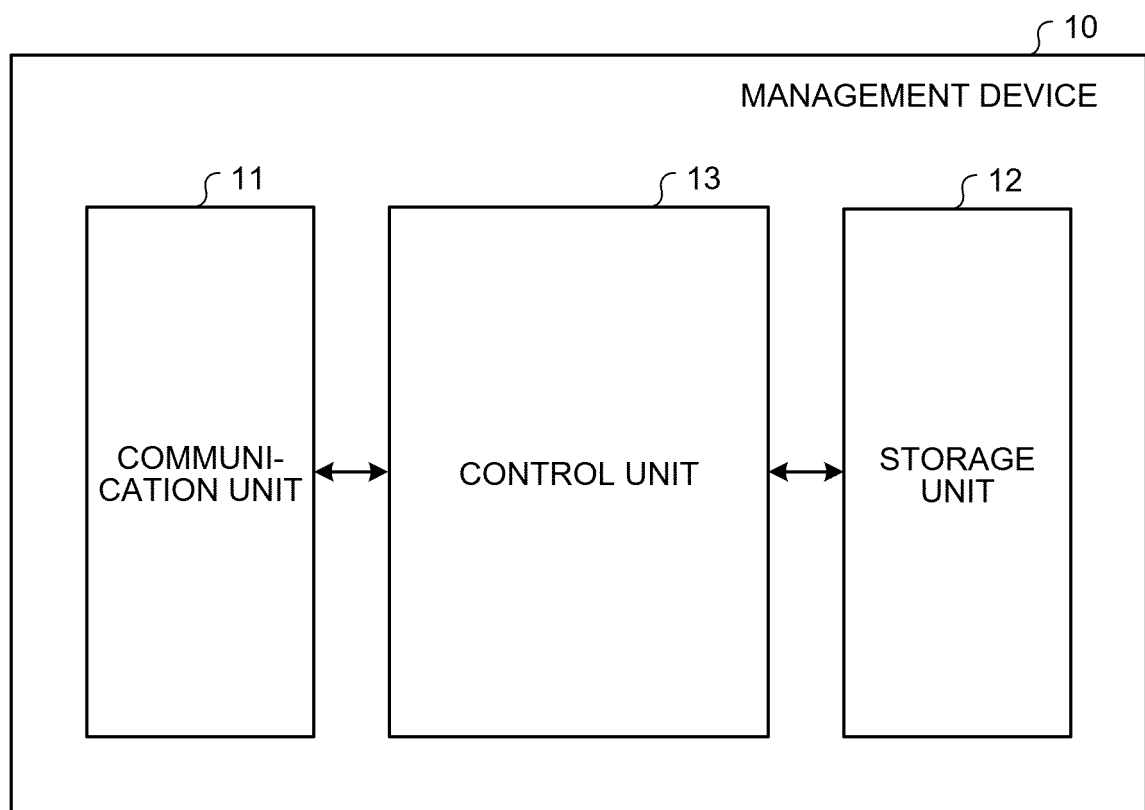 10
MANAGEMENT DEVICE
11
13
12
COMMUNI-
CATION UNIT
CONTROL UNIT
STORAGE
UNIT